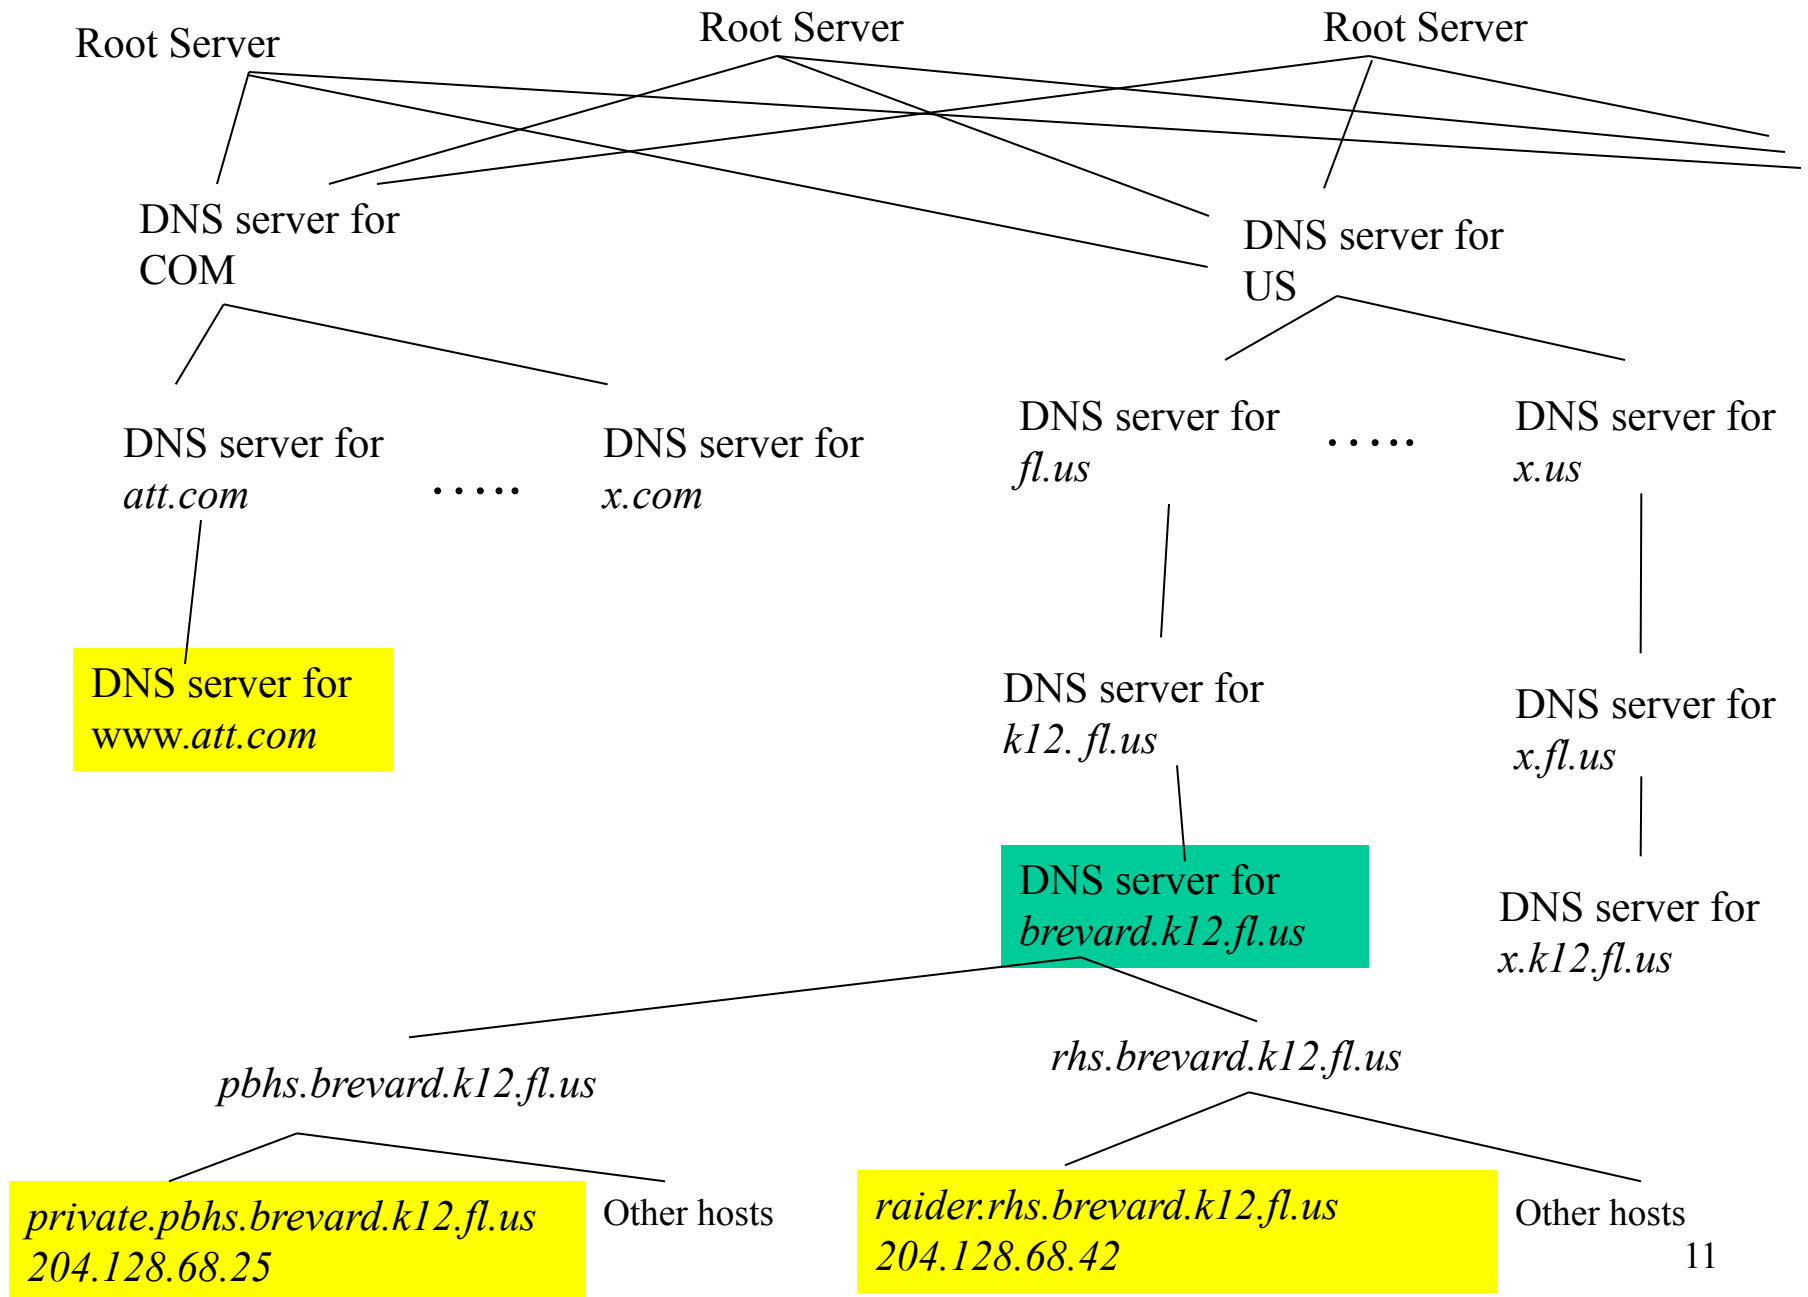 Root Server
Root Server
Root Server
DNS server for
COM
DNS server for
US
DNS server for
att.com
.....
DNS server for
x.com
DNS server for
fl.us
.....
DNS server for
x.us
DNS server for
www.att.com
DNS server for
k12. fl.us
DNS server for
x.fl.us
DNS server for
brevard.k12.fl.us
DNS server for
x.k12.fl.us
pbhs.brevard.k12.fl.us
rhs.brevard.k12.fl.us
private.pbhs.brevard.k12.fl.us
204.128.68.25
Other hosts
raider.rhs.brevard.k12.fl.us
204.128.68.42
Other hosts
11